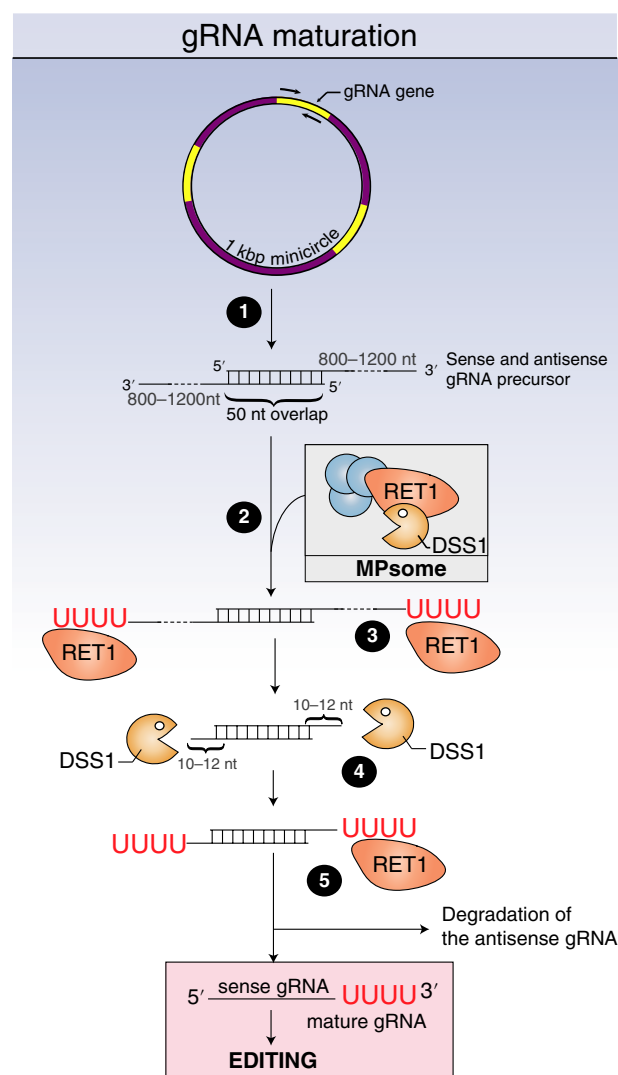 gRNA maturation
gRNA gene
1 kbp minicircle
1
5′ 800–1200 nt 3′
Sense and antisense
gRNA precursor
3′ 5′
800–1200nt
50 nt overlap
RET1
2
DSS1
MPsome
UUUU UUUU
3
RET1 RET1
10–12 nt
DSS1 10–12 nt DSS1
4
UUUU UUUU
RET1
5
Degradation of
the antisense gRNA
5′ sense gRNA UUUU 3′
mature gRNA
EDITING